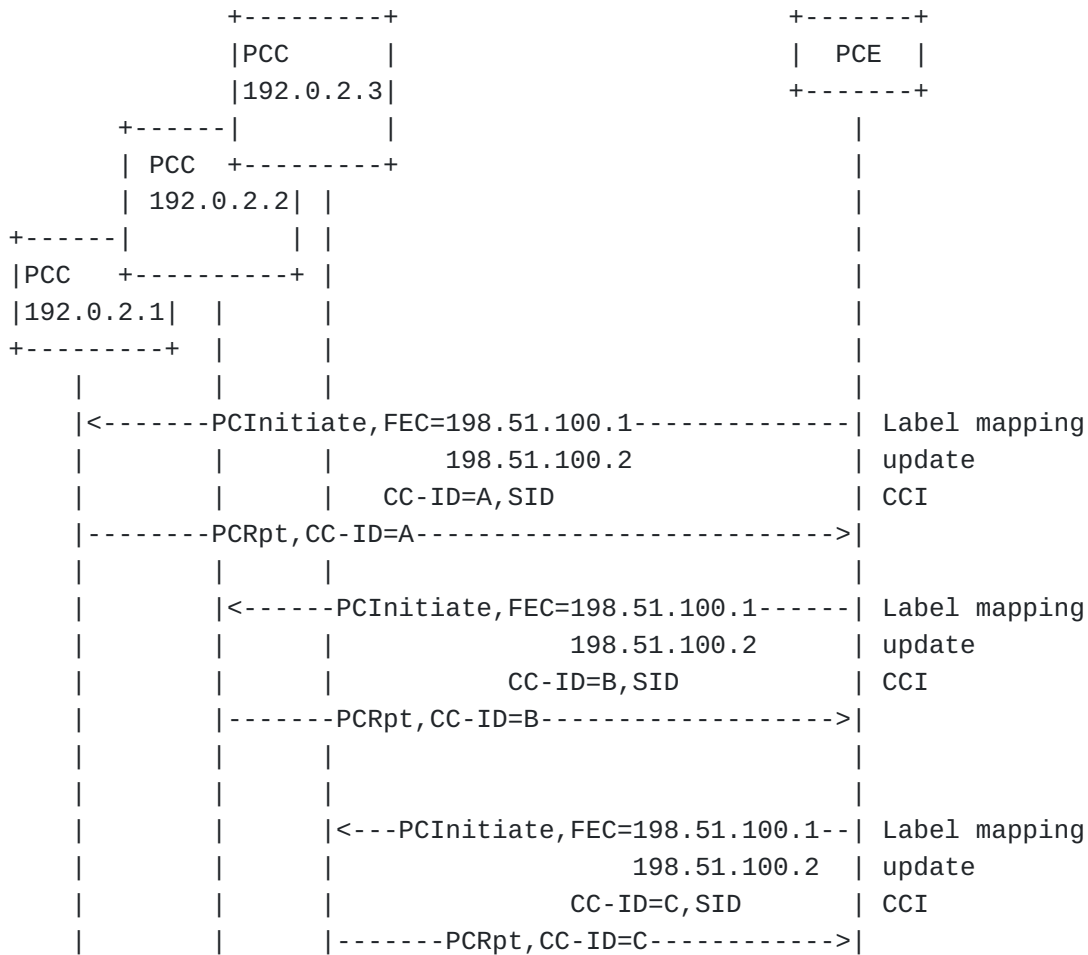 PCC PCE
192.0.2.3
PCC
192.0.2.2
PCC
192.0.2.1
PCInitiate,FEC=198.51.100.1 Label mapping
198.51.100.2 update
CC-ID=A,SID CCI
PCRpt,CC-ID=A
PCInitiate,FEC=198.51.100.1 Label mapping
198.51.100.2 update
CC-ID=B,SID CCI
PCRpt,CC-ID=B
PCInitiate,FEC=198.51.100.1 Label mapping
198.51.100.2 update
CC-ID=C,SID CCI
PCRpt,CC-ID=C